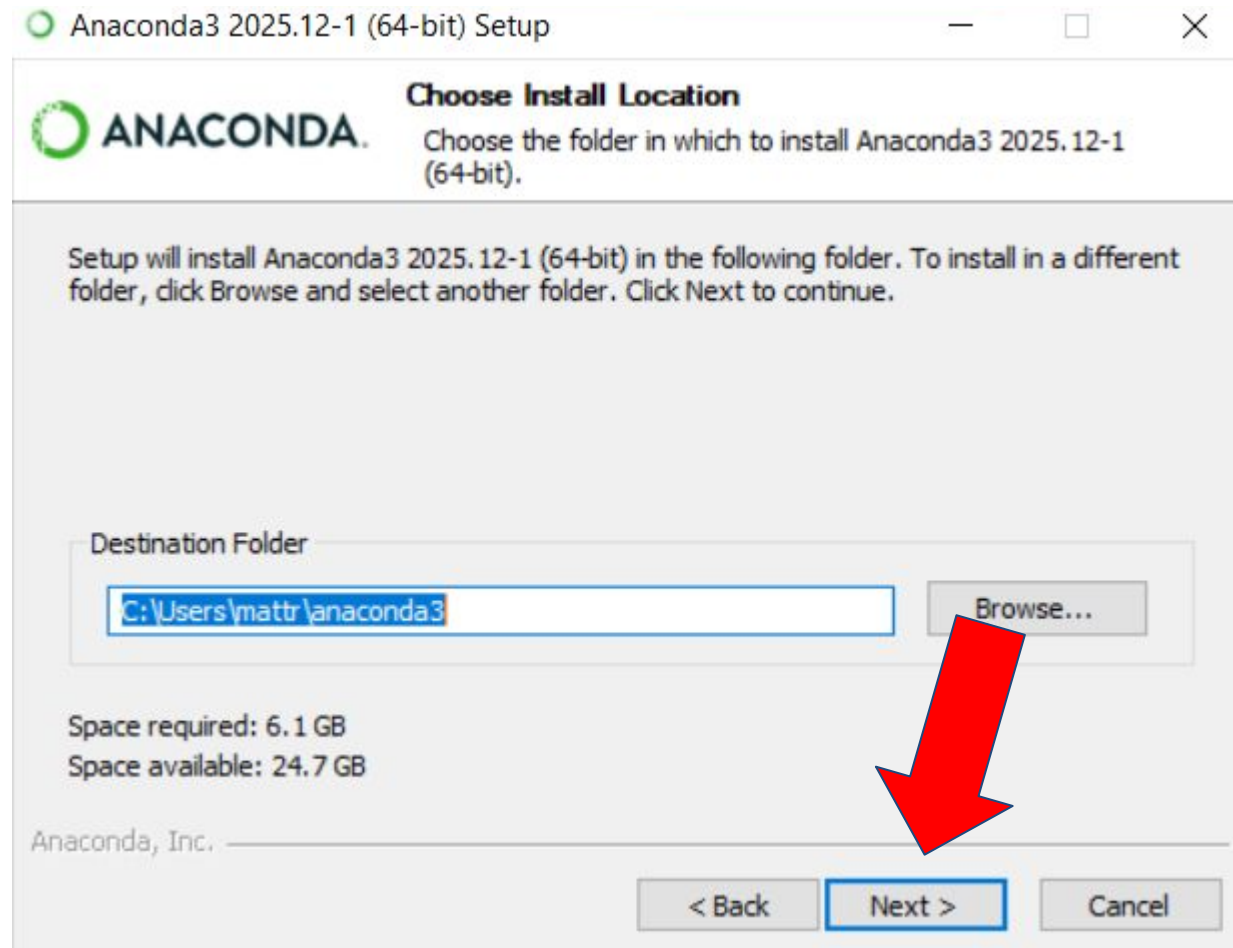 Anaconda3 2025.12-1 (64-bit) Setup
ANACONDA.
Choose Install Location
Choose the folder in which to install Anaconda3 2025.12-1
(64-bit).
Setup will install Anaconda3 2025.12-1 (64-bit) in the following folder. To install in a different
folder, click Browse and select another folder. Click Next to continue.
Destination Folder
C:\Users\mattr\anaconda3
Browse...
Space required: 6.1 GB
Space available: 24.7 GB
Anaconda, Inc.
< Back
Next >
Cancel